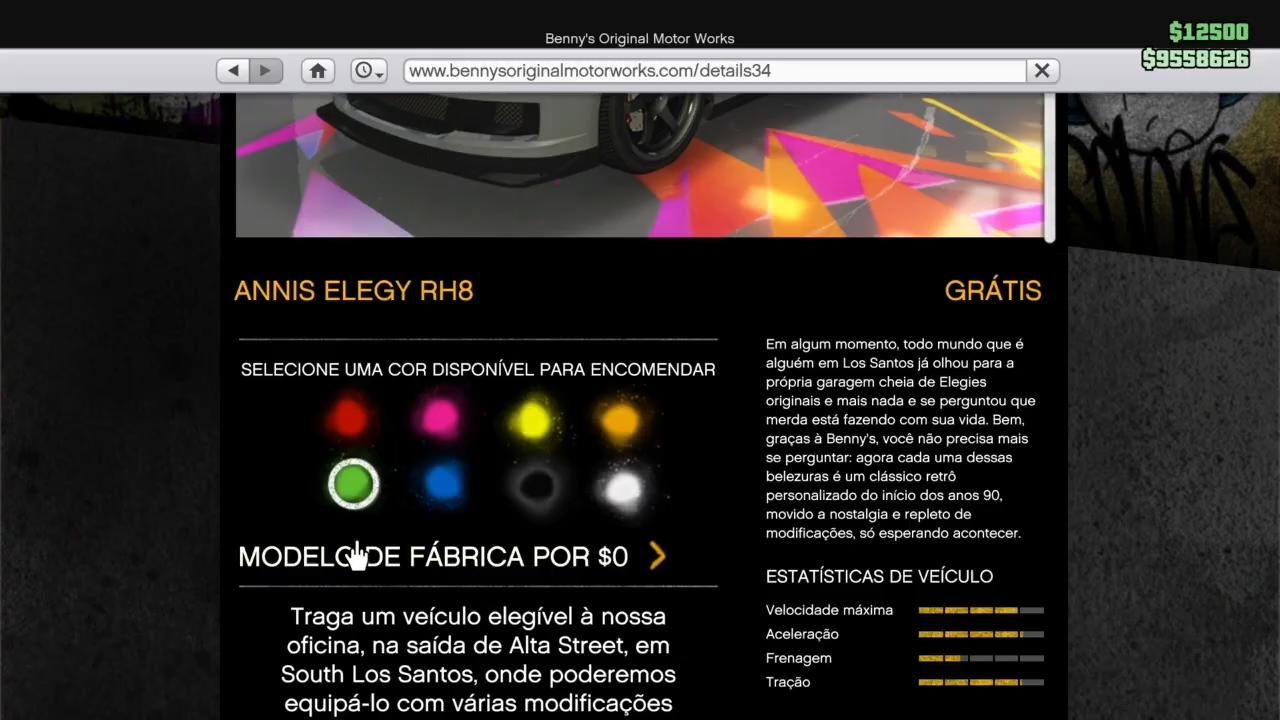 Benny's Original Motor Works
$12500
$9558626
www.bennysoriginalmotorworks.com/details34
ANNIS ELEGY RH8
GRÁTIS
SELECIONE UMA COR DISPONÍVEL PARA ENCOMENDAR
MODELO DE FÁBRICA POR $0
Traga um veículo elegível à nossa
oficina, na saída de Alta Street, em
South Los Santos, onde poderemos
equipá-lo com várias modificações
Em algum momento, todo mundo que é
alguém em Los Santos já olhou para a
própria garagem cheia de Elegies
originais e mais nada e se perguntou que
merda está fazendo com sua vida. Bem,
graças à Benny's, você não precisa mais
se perguntar: agora cada uma dessas
belezuras é um clássico retrô
personalizado do início dos anos 90,
movido a nostalgia e repleto de
modificações, só esperando acontecer.
ESTATÍSTICAS DE VEÍCULO
Velocidade máxima
Aceleração
Frenagem
Tração